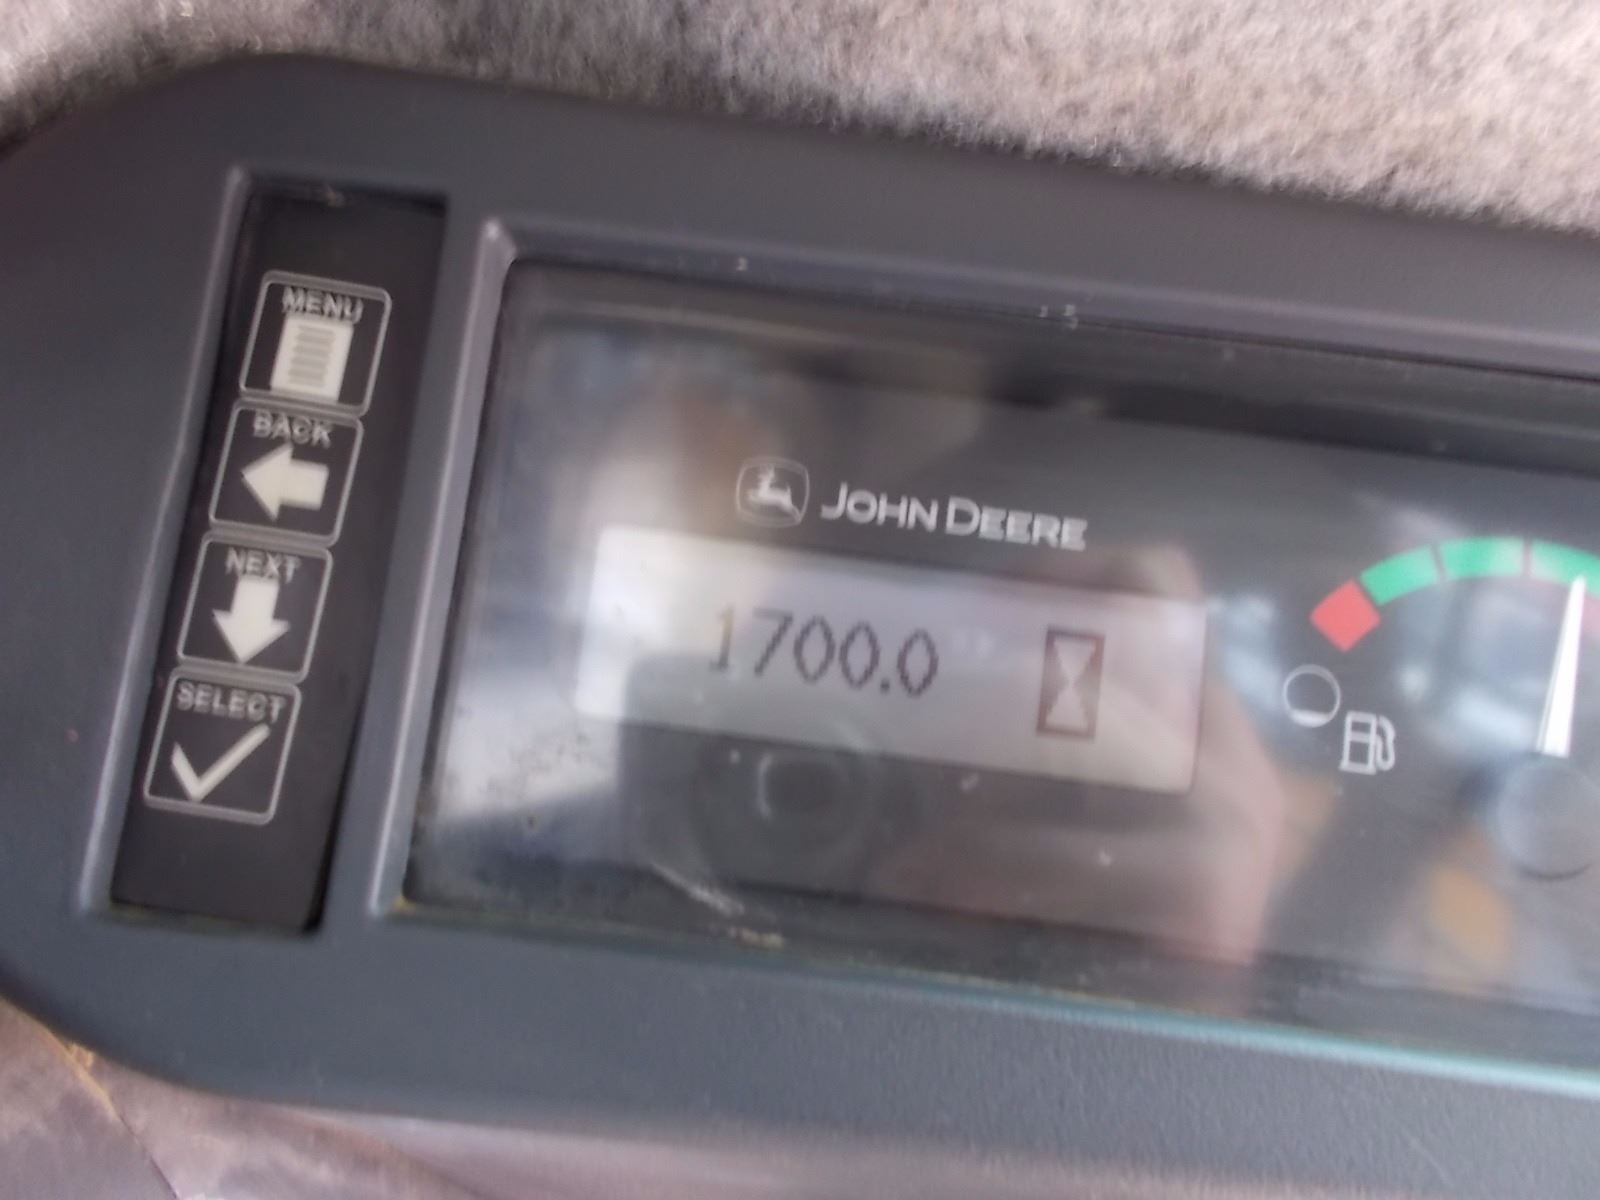 MENU
BACK
NEXT
SELECT
JOHN DEERE
1700.0